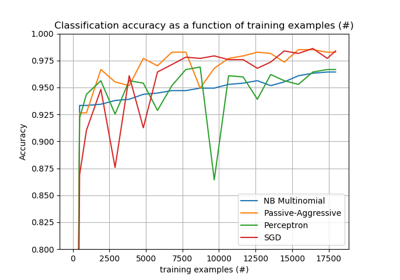 Classification accuracy as a function of training examples (#)
1.000
0.975
0.950
0.925
0.900
0.875
0.850
0.825
0.800
Accuracy
NB Multinomial
Passive-Aggressive
Perceptron
SGD
0 2500 5000 7500 10000 12500 15000 17500
training examples (#)